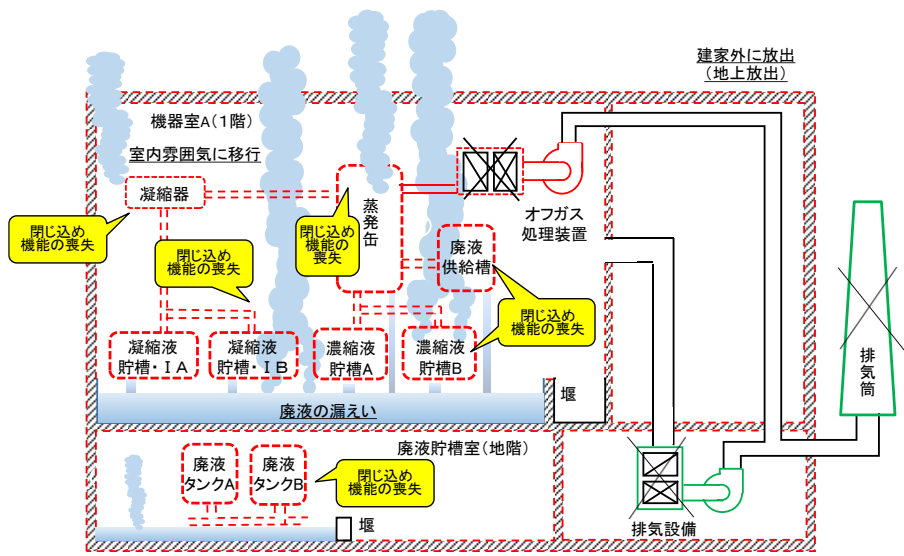 建家外に放出
（地上放出）
機器室A（1階）
室内雰囲気に移行
凝縮器
閉じ込め
機能の喪失
閉じ込め
機能の喪失
蒸発缶
閉じ込め
機能の
喪失
オフガス
処理装置
廃液
供給槽
閉じ込め
機能の喪失
凝縮液
貯槽・ⅠA
凝縮液
貯槽・ⅠB
濃縮液
貯槽A
濃縮液
貯槽B
堰
廃液の漏えい
排気筒
廃液貯槽室（地階）
廃液
タンクA
廃液
タンクB
閉じ込め
機能の喪失
堰
排気設備